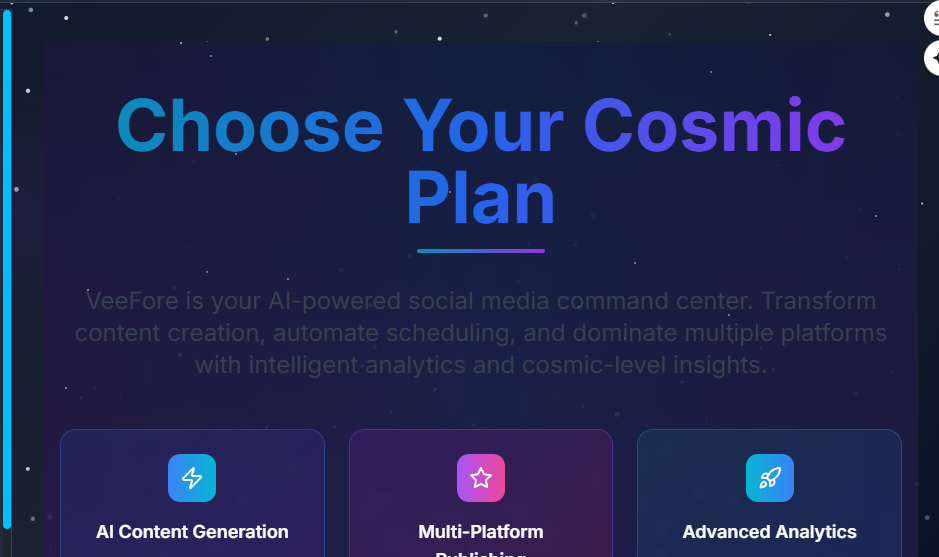 Choose Your Cosmic
Plan
VeeFore is your AI-powered social media command center. Transform
content creation, automate scheduling, and dominate multiple platforms
with intelligent analytics and cosmic-level insights.
AI Content Generation
Multi-Platform
Publishing
Advanced Analytics